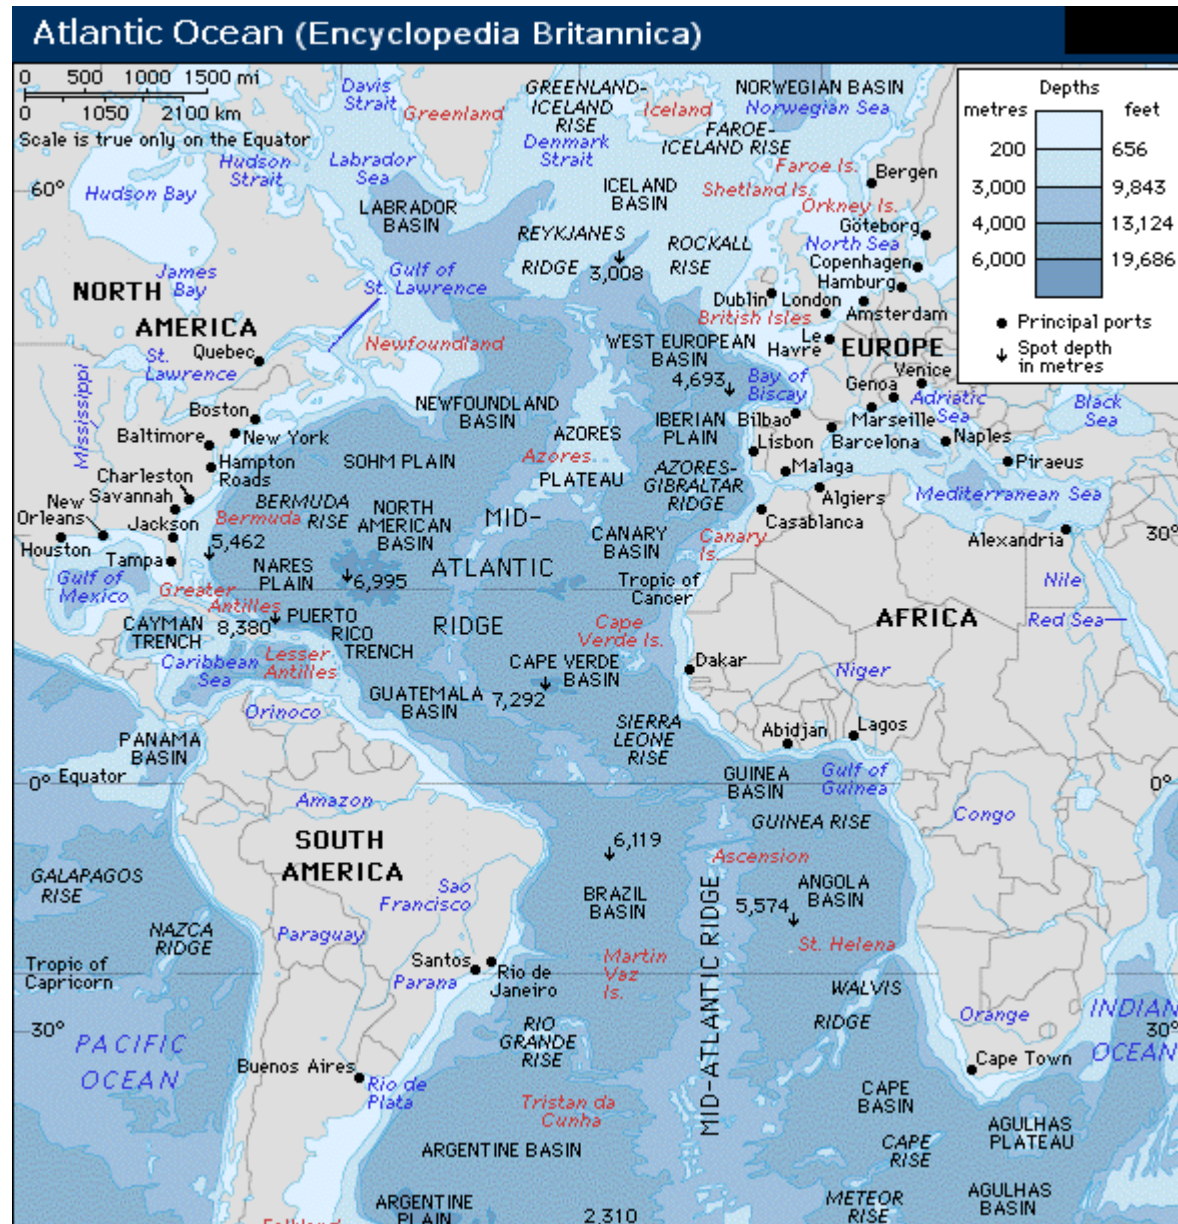 Atlantic Ocean (Encyclopedia Britannica)
0 500 1000 1500 mi
0 1050 2100 km
Scale is true only on the Equator
Depths
metres feet
200 656
3,000 9,843
4,000 13,124
6,000 19,686
Principal ports
Spot depth
in metres
Davis
Strait
Greenland
GREENLAND-
ICELAND
RISE
Denmark
Strait
Iceland
NORWEGIAN BASIN
Norwegian Sea
FAROE-
ICELAND RISE
Faroe Is.
Shetland Is.
Orkney Is.
Bergen
Hudson
Strait
Labrador
Sea
Hudson Bay
60°
LABRADOR
BASIN
ICELAND
BASIN
REYKJANES
RIDGE
3,008
ROCKALL
RISE
Göteborg
North Sea
Copenhagen
Hamburg
Dublin
London
Amsterdam
British Isles
Le
Havre
EUROPE
James
Bay
NORTH
AMERICA
Gulf of
St. Lawrence
Newfoundland
St.
Lawrence
Quebec
Mississippi
WEST EUROPEAN
BASIN
4,693
Bay of
Biscay
Venice
Genoa
Adriatic
Sea
Black
Sea
Boston
New York
Baltimore
Hampton
Roads
NEWFOUNDLAND
BASIN
AZORES
Azores
PLATEAU
IBERIAN
PLAIN
Bilbao
Marseille
Barcelona
Naples
Lisbon
Malaga
Piraeus
Charleston
Savannah
New
Orleans
Jackson
Houston
Tampa
SOHM PLAIN
BERMUDA
RISE
Bermuda
5,462
NORTH
AMERICAN
BASIN
MID-
ATLANTIC
RIDGE
AZORES-
GIBRALTAR
RIDGE
Algiers
Casablanca
Mediterranean Sea
Alexandria
30°
CANARY
BASIN
Canary
Is.
Gulf of
Mexico
NARES
PLAIN
6,995
Tropic of
Cancer
Nile
Red Sea
Greater
Antilles
CAYMAN
TRENCH
8,380
PUERTO
RICO
TRENCH
Cape
Verde Is.
AFRICA
Caribbean
Sea
Lesser
Antilles
CAPE VERDE
BASIN
7,292
Dakar
Niger
GUATEMALA
BASIN
Orinoco
SIERRA
LEONE
RISE
Abidjan
Lagos
PANAMA
BASIN
0° Equator
GUINEA
BASIN
Gulf of
Guinea
0°
Amazon
Congo
SOUTH
AMERICA
GUINEA RISE
6,119
Ascension
GALAPAGOS
RISE
Sao
Francisco
BRAZIL
BASIN
ANGOLA
BASIN
5,574
NAZCA
RIDGE
Paraguay
MID-ATLANTIC RIDGE
St. Helena
Tropic of
Capricorn
Santos
Parana
Rio de
Janeiro
Martin
Vaz
Is.
WALVIS
RIDGE
Orange
INDIAN
OCEAN
30°
30°
PACIFIC
OCEAN
RIO
GRANDE
RISE
Buenos Aires
Rio de
Plata
Cape Town
Tristan da
Cunha
CAPE
BASIN
AGULHAS
PLATEAU
ARGENTINE BASIN
CAPE
RISE
ARGENTINE
PLAIN
2,310
METEOR
RISE
AGULHAS
BASIN